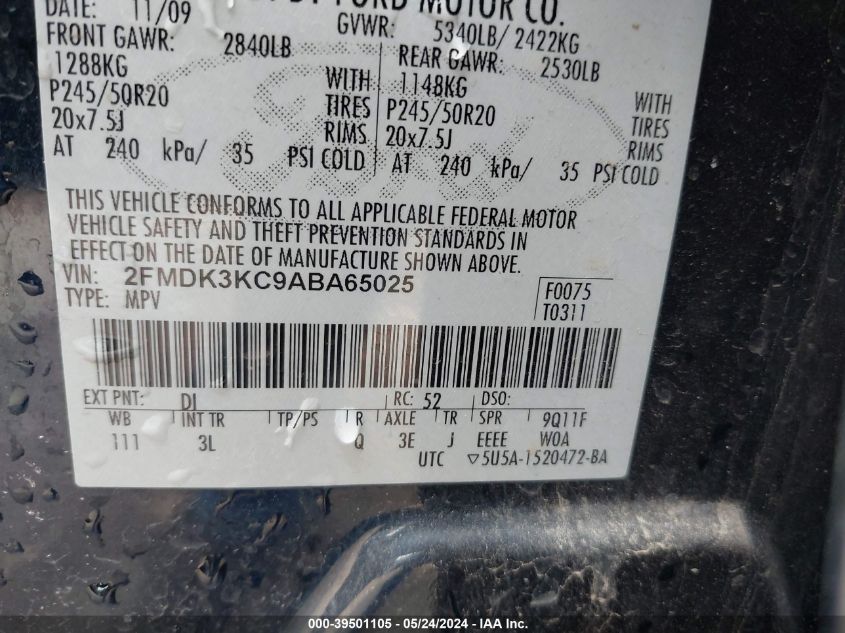 DATE: 11/09
BY FORD MOTOR CO.
GVWR: 5340LB/ 2422KG
FRONT GAWR: 2840LB REAR GAWR: 2530LB
1288KG WITH 1148KG WITH
P245/50R20 TIRES P245/50R20 TIRES
20x7.5J RIMS 20x7.5J RIMS
AT 240 kPa/ 35 PSI COLD AT 240 kPa/ 35 PSI COLD
THIS VEHICLE CONFORMS TO ALL APPLICABLE FEDERAL MOTOR
VEHICLE SAFETY AND THEFT PREVENTION STANDARDS IN
EFFECT ON THE DATE OF MANUFACTURE SHOWN ABOVE.
VIN: 2FMDK3KC9ABA65025 F0075
TYPE: MPV T0311
EXT PNT: DI RC: 52 DSO:
WB INT TR TP/PS R AXLE TR SPR 9Q11F
111 3L Q 3E J EEEE W0A
UTC ▽5U5A-1520472-BA
000-39501105 - 05/24/2024 - IAA Inc.